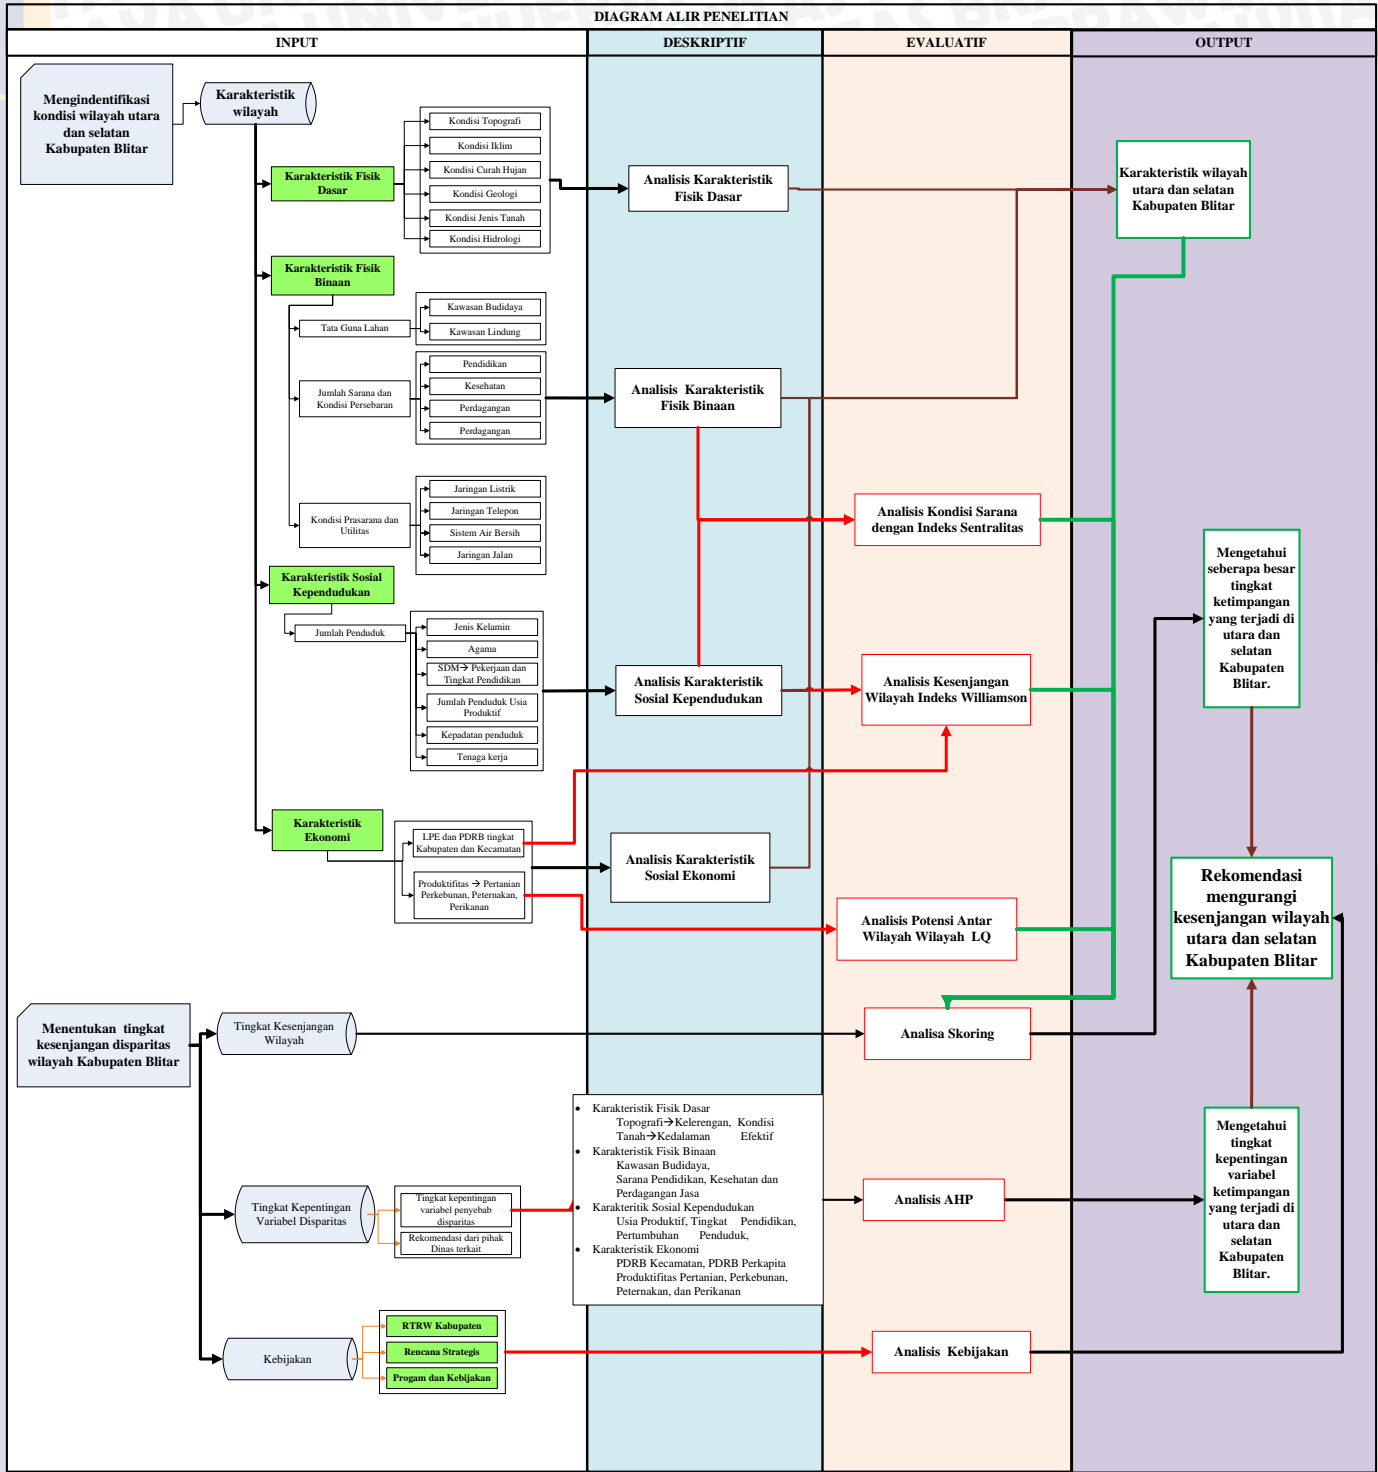 DIAGRAM ALIR PENELITIAN
INPUT
DESKRIPTIF
EVALUATIF
OUTPUT
Mengindentifikasi
kondisi wilayah utara
dan selatan
Kabupaten Blitar
Karakteristik
wilayah
Karakteristik Fisik
Dasar
Kondisi Topografi
Kondisi Iklim
Kondisi Curah Hujan
Kondisi Geologi
Kondisi Jenis Tanah
Kondisi Hidrologi
Analisis Karakteristik
Fisik Dasar
Karakteristik wilayah
utara dan selatan
Kabupaten Blitar
Karakteristik Fisik
Binaan
Tata Guna Lahan
Kawasan Budidaya
Kawasan Lindung
Jumlah Sarana dan
Kondisi Persebaran
Pendidikan
Kesehatan
Perdagangan
Perdagangan
Analisis Karakteristik
Fisik Binaan
Kondisi Prasarana dan
Utilitas
Jaringan Listrik
Jaringan Telepon
Sistem Air Bersih
Jaringan Jalan
Analisis Kondisi Sarana
dengan Indeks Sentralitas
Mengetahui
seberapa besar
tingkat
ketimpangan
yang terjadi di
utara dan
selatan
Kabupaten
Blitar.
Karakteristik Sosial
Kependudukan
Jumlah Penduduk
Jenis Kelamin
Agama
SDM→ Pekerjaan dan
Tingkat Pendidikan
Jumlah Penduduk Usia
Produktif
Kepadatan penduduk
Tenaga kerja
Analisis Karakteristik
Sosial Kependudukan
Analisis Kesenjangan
Wilayah Indeks Williamson
Karakteristik
Ekonomi
LPE dan PDRB tingkat
Kabupaten dan Kecamatan
Produktifitas → Pertanian
Perkebunan, Peternakan,
Perikanan
Analisis Karakteristik
Sosial Ekonomi
Analisis Potensi Antar
Wilayah Wilayah LQ
Rekomendasi
mengurangi
kesenjangan wilayah
utara dan selatan
Kabupaten Blitar
Menentukan tingkat
kesenjangan disparitas
wilayah Kabupaten Blitar
Tingkat Kesenjangan
Wilayah
Analisa Skoring
Tingkat Kepentingan
Variabel Disparitas
Tingkat kepentingan
variabel penyebab
disparitas
Rekomendasi dari pihak
Dinas terkait
• Karakteristik Fisik Dasar
Topografi→Kelerengan, Kondisi
Tanah→Kedalaman Efektif
• Karakteristik Fisik Binaan
Kawasan Budidaya,
Sarana Pendidikan, Kesehatan dan
Perdagangan Jasa
• Karakteritik Sosial Kependudukan
Usia Produktif, Tingkat Pendidikan,
Pertumbuhan Penduduk,
• Karakteristik Ekonomi
PDRB Kecamatan, PDRB Perkapita
Produktifitas Pertanian, Perkebunan,
Peternakan, dan Perikanan
Analisis AHP
Mengetahui
tingkat
kepentingan
variabel
ketimpangan
yang terjadi di
utara dan
selatan
Kabupaten
Blitar.
Kebijakan
RTRW Kabupaten
Rencana Strategis
Progam dan Kebijakan
Analisis Kebijakan